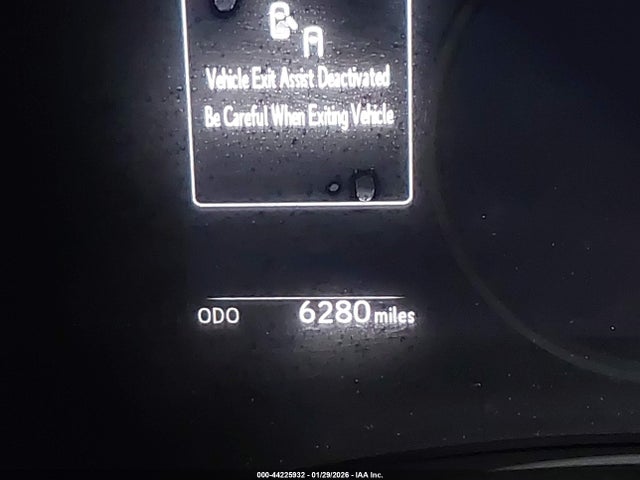 Vehicle Exit Assist Deactivated
Be Careful When Exiting Vehicle
ODO 6280 miles
000-44225932 - 01/29/2026 - IAA Inc.